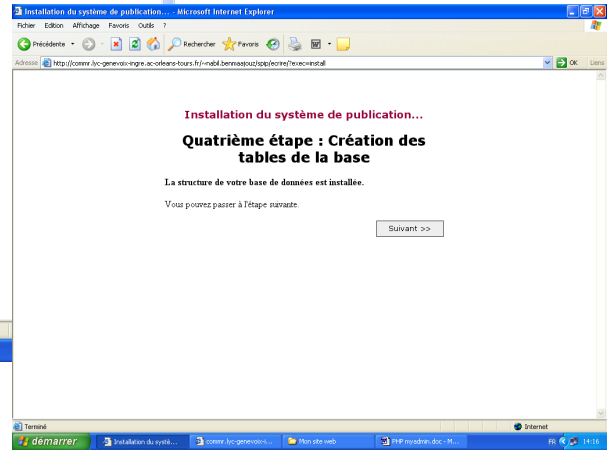 Installation du système de publication... - Microsoft Internet Explorer
Fichier Edition Affichage Favoris Outils ?
Précédente Rechercher Favoris
Adresse http://commr.lyc-genevoix-ingre.ac-orleans-tours.fr/~nabil.benmaajouz/spip/ecrire/?exec=install OK Liens
Installation du système de publication...
Quatrième étape : Création des
tables de la base
La structure de votre base de données est installée.
Vous pouvez passer à l'étape suivante.
Suivant >>
Terminé Internet
démarrer Installation du systè... commr.lyc-genevoix-i... Mon site web PHP myadmin.doc - M... FR 14:16